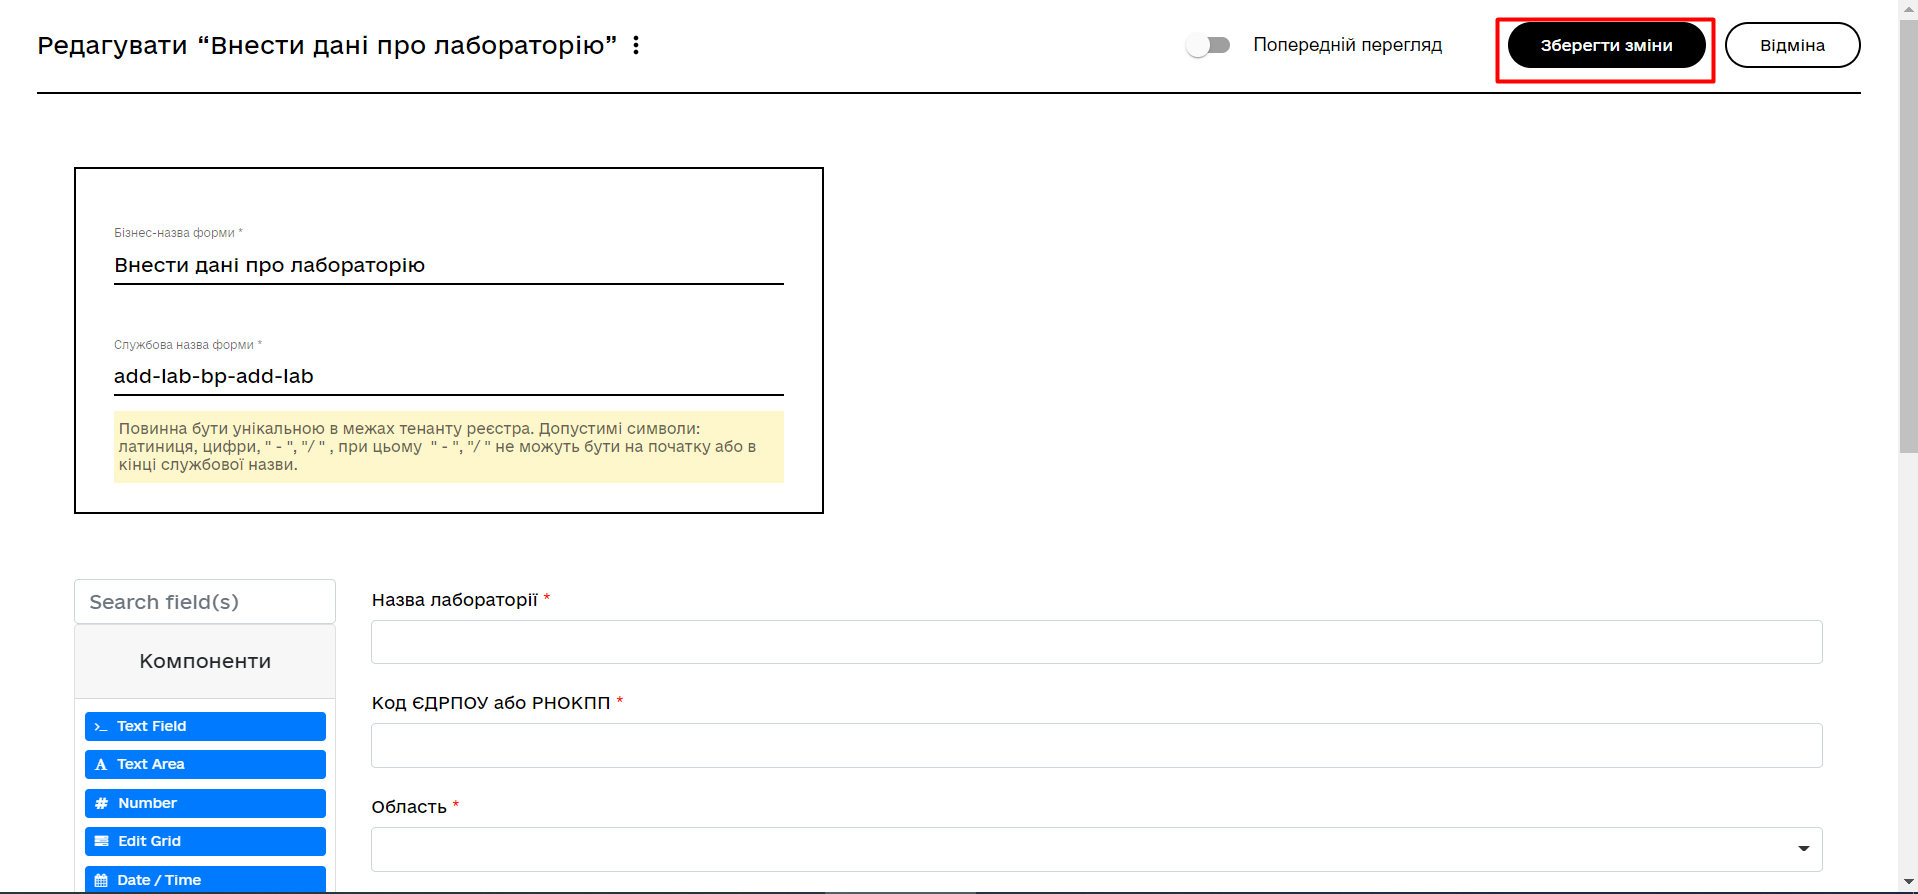 Редагувати “Внести дані про лабораторію”
Попередній перегляд
Зберегти зміни
Відміна
Бізнес-назва форми *
Внести дані про лабораторію
Службова назва форми *
add-lab-bp-add-lab
Повинна бути унікальною в межах тенанту реєстра. Допустимі символи:
латиниця, цифри, " - ", "/ " , при цьому " - ", "/ " не можуть бути на початку або в
кінці службової назви.
Search field(s)
Компоненти
Text Field
Text Area
Number
Edit Grid
Date / Time
Назва лабораторії *
Код ЄДРПОУ або РНОКПП *
Область *